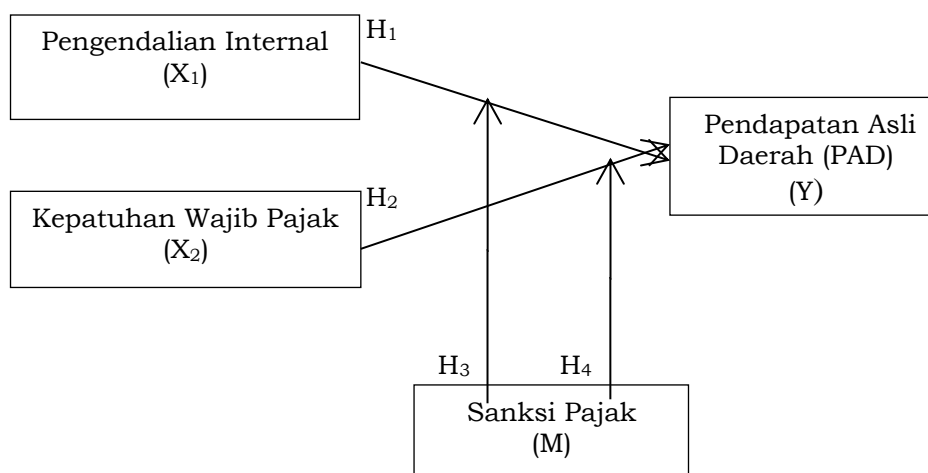 Pengendalian Internal
(X₁)
H₁
Kepatuhan Wajib Pajak
(X₂)
H₂
Pendapatan Asli
Daerah (PAD)
(Y)
H₃
H₄
Sanksi Pajak
(M)